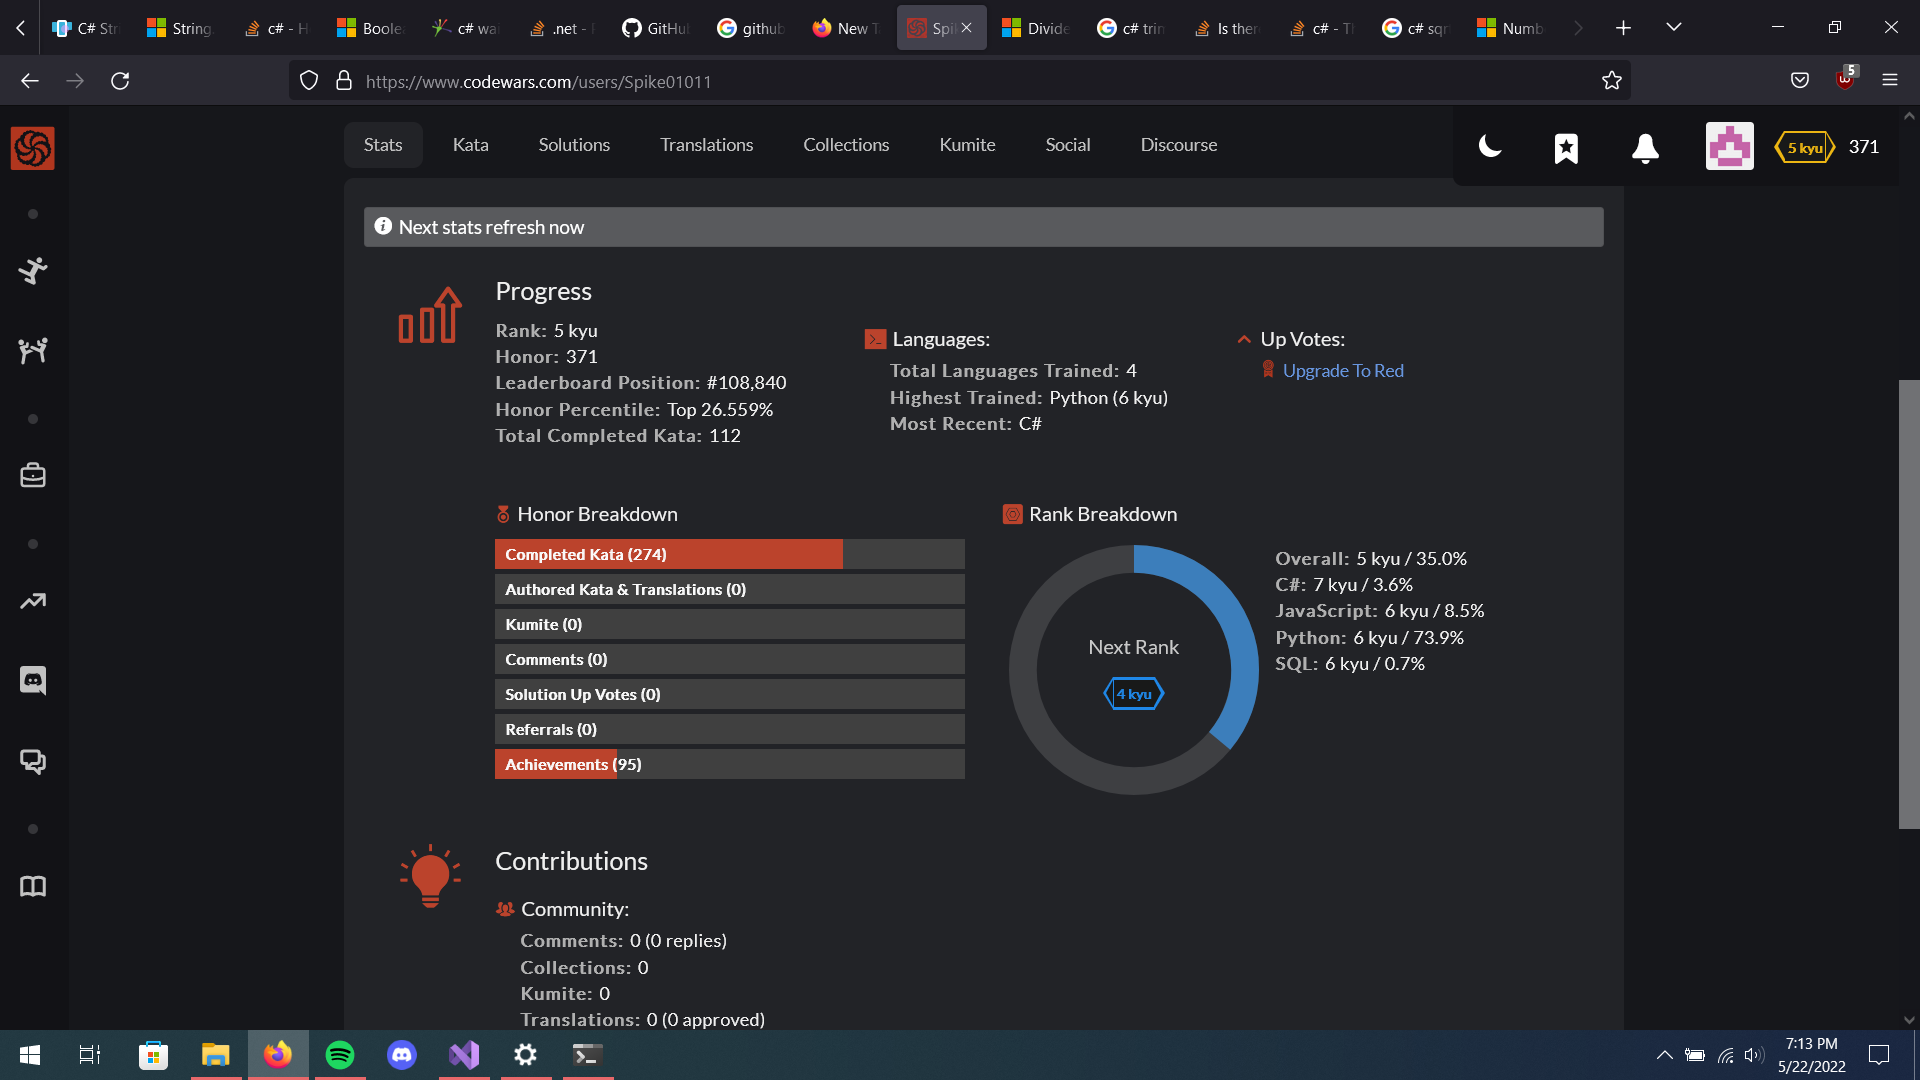 C# Str
String.
c# - H
Boole
c# wai
.net -
GitHub
github
New T
Spi
Divide
c# trim
Is ther
c# - Th
c# sqr
Numb
https://www.codewars.com/users/Spike01011
5
Stats
Kata
Solutions
Translations
Collections
Kumite
Social
Discourse
5 kyu
371
Next stats refresh now
Progress
Rank: 5 kyu
Honor: 371
Leaderboard Position: #108,840
Honor Percentile: Top 26.559%
Total Completed Kata: 112
Languages:
Total Languages Trained: 4
Highest Trained: Python (6 kyu)
Most Recent: C#
Up Votes:
Upgrade To Red
Honor Breakdown
Completed Kata (274)
Authored Kata & Translations (0)
Kumite (0)
Comments (0)
Solution Up Votes (0)
Referrals (0)
Achievements (95)
Rank Breakdown
Next Rank
4 kyu
Overall: 5 kyu / 35.0%
C#: 7 kyu / 3.6%
JavaScript: 6 kyu / 8.5%
Python: 6 kyu / 73.9%
SQL: 6 kyu / 0.7%
Contributions
Community:
Comments: 0 (0 replies)
Collections: 0
Kumite: 0
Translations: 0 (0 approved)
7:13 PM
5/22/2022